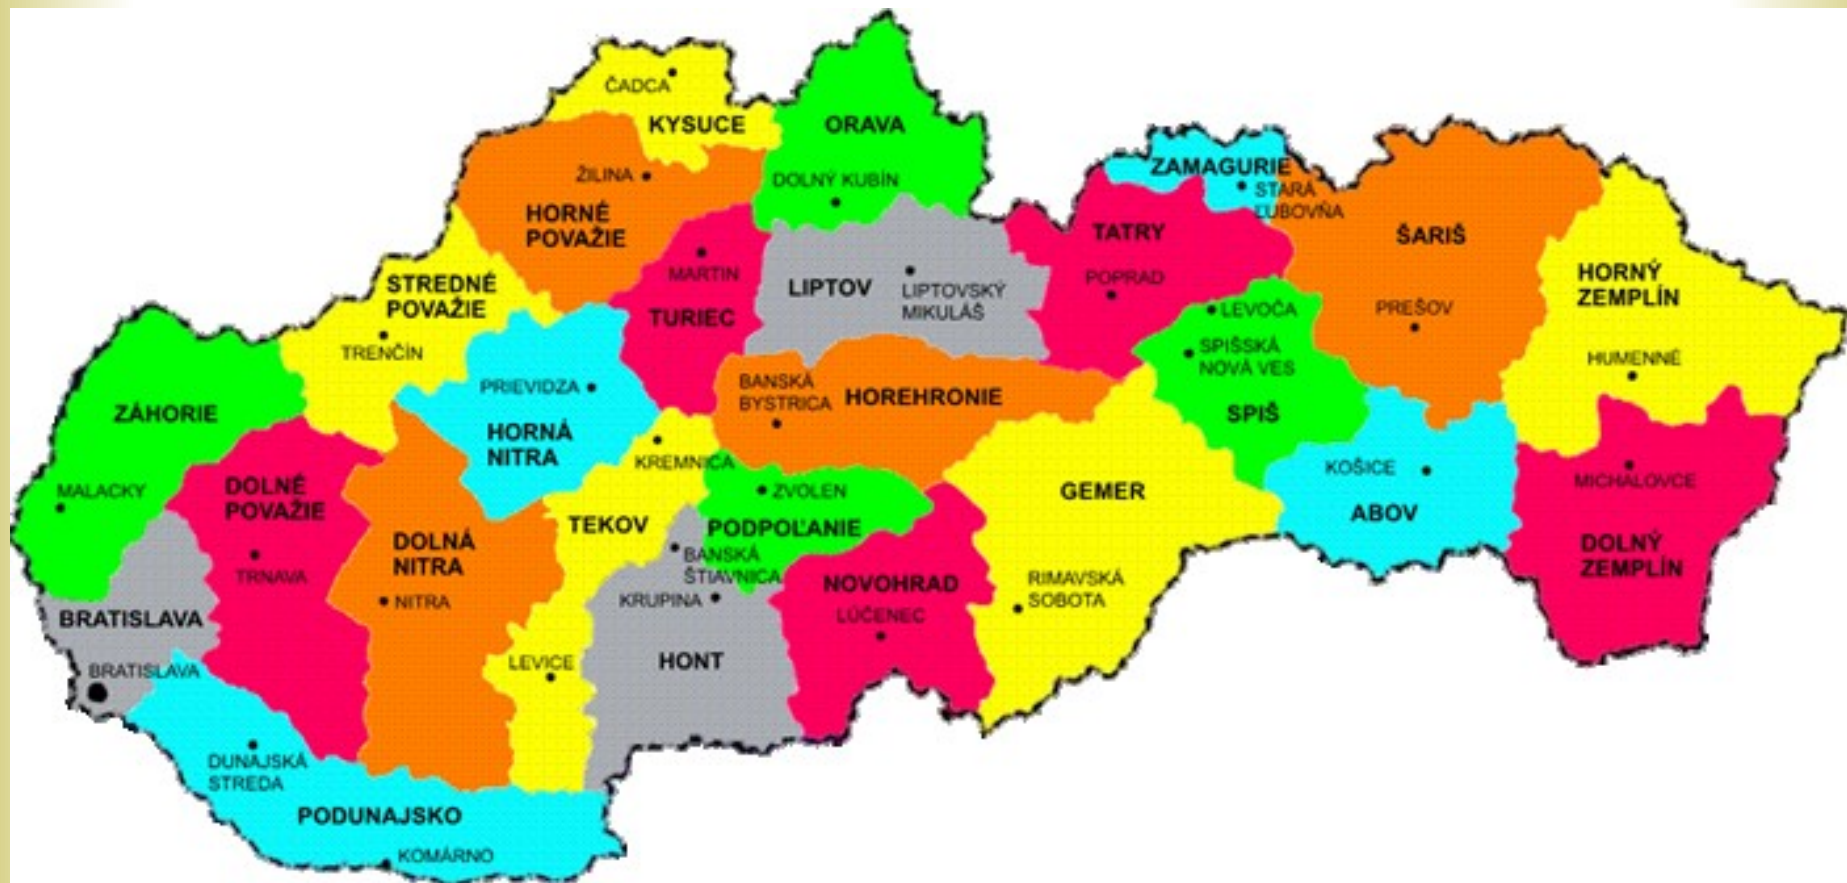 ČADCA
KYSUCE
ORAVA
ŽILINA
DOLNÝ KUBÍN
ZAMAGURIE
STARÁ
ĽUBOVŇA
HORNÉ
POVAŽIE
TATRY
ŠARIŠ
MARTIN
STREDNÉ
POVAŽIE
LIPTOV
LIPTOVSKÝ
MIKULÁŠ
POPRAD
HORNÝ
ZEMPLÍN
TURIEC
LEVOČA
PREŠOV
TRENČÍN
SPIŠSKÁ
NOVÁ VES
HUMENNÉ
PRIEVIDZA
BANSKÁ
BYSTRICA
HOREHRONIE
ZÁHORIE
SPIŠ
HORNÁ
NITRA
KREMNICA
KOŠICE
MICHALOVCE
MALACKY
DOLNÉ
POVAŽIE
ZVOLEN
GEMER
ABOV
TEKOV
PODPOĽANIE
DOLNÁ
NITRA
DOLNÝ
ZEMPLÍN
BANSKÁ
ŠTIAVNICA
TRNAVA
NOVOHRAD
RIMAVSKÁ
SOBOTA
NITRA
KRUPINA
LÚČENEC
BRATISLAVA
BRATISLAVA
LEVICE
HONT
DUNAJSKÁ
STREDA
PODUNAJSKO
KOMÁRNO